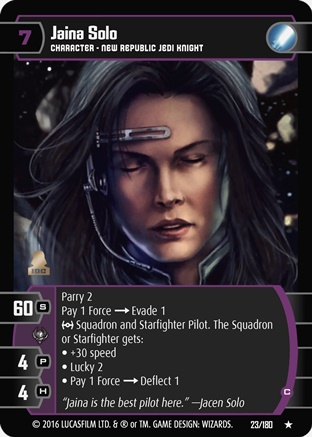 7 Jaina Solo
CHARACTER - NEW REPUBLIC JEDI KNIGHT
IDC
60 S
4 P
4 H
Parry 2
Pay 1 Force → Evade 1
Squadron and Starfighter Pilot. The Squadron
or Starfighter gets:
• +30 speed
• Lucky 2
• Pay 1 Force → Deflect 1
"Jaina is the best pilot here." —Jacen Solo
C
© 2016 LUCASFILM LTD. & ® or TM. GAME DESIGN: WIZARDS. 23/180 ★